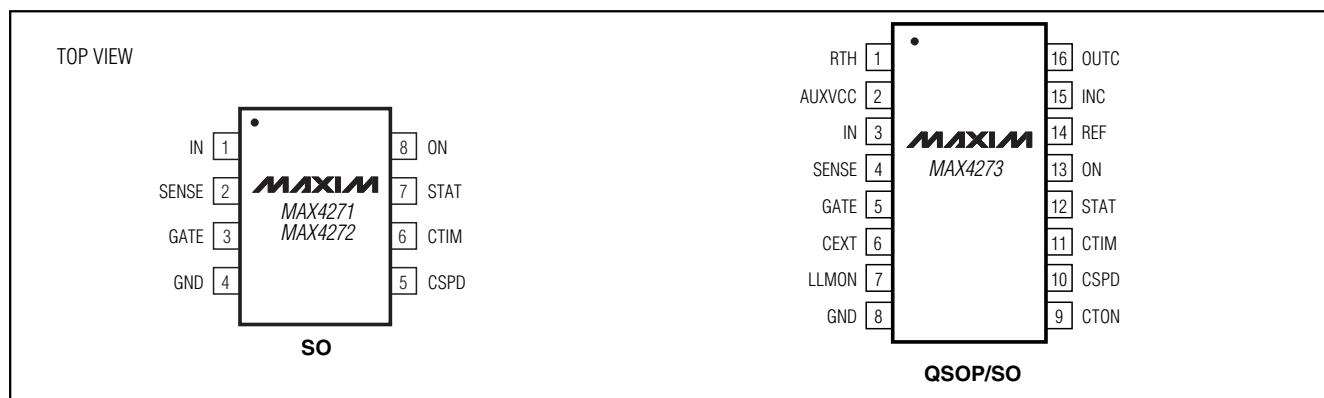 TOP VIEW
IN 1
SENSE 2
GATE 3
GND 4
8 ON
7 STAT
6 CTIM
5 CSPD
MAXIM
MAX4271
MAX4272
SO
RTH 1
AUXVCC 2
IN 3
SENSE 4
GATE 5
CEXT 6
LLMON 7
GND 8
16 OUTC
15 INC
14 REF
13 ON
12 STAT
11 CTIM
10 CSPD
9 CTON
MAXIM
MAX4273
QSOP/SO